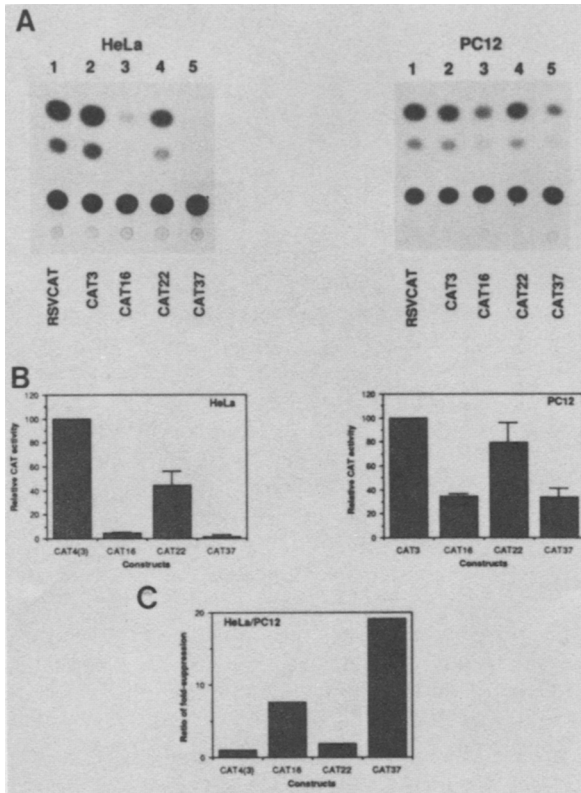 A
HeLa
PC12
1 2 3 4 5
1 2 3 4 5
RSVCAT
CAT3
CAT16
CAT22
CAT37
RSVCAT
CAT3
CAT16
CAT22
CAT37
B
HeLa
120
100
80
60
40
20
0
Relative CAT activity
CAT4(3) CAT16 CAT22 CAT37
Constructs
PC12
120
100
80
60
40
20
0
Relative CAT activity
CAT3 CAT16 CAT22 CAT37
Constructs
C
HeLa/PC12
20
10
0
Ratio of fold-suppression
CAT4(3) CAT16 CAT22 CAT37
Constructs